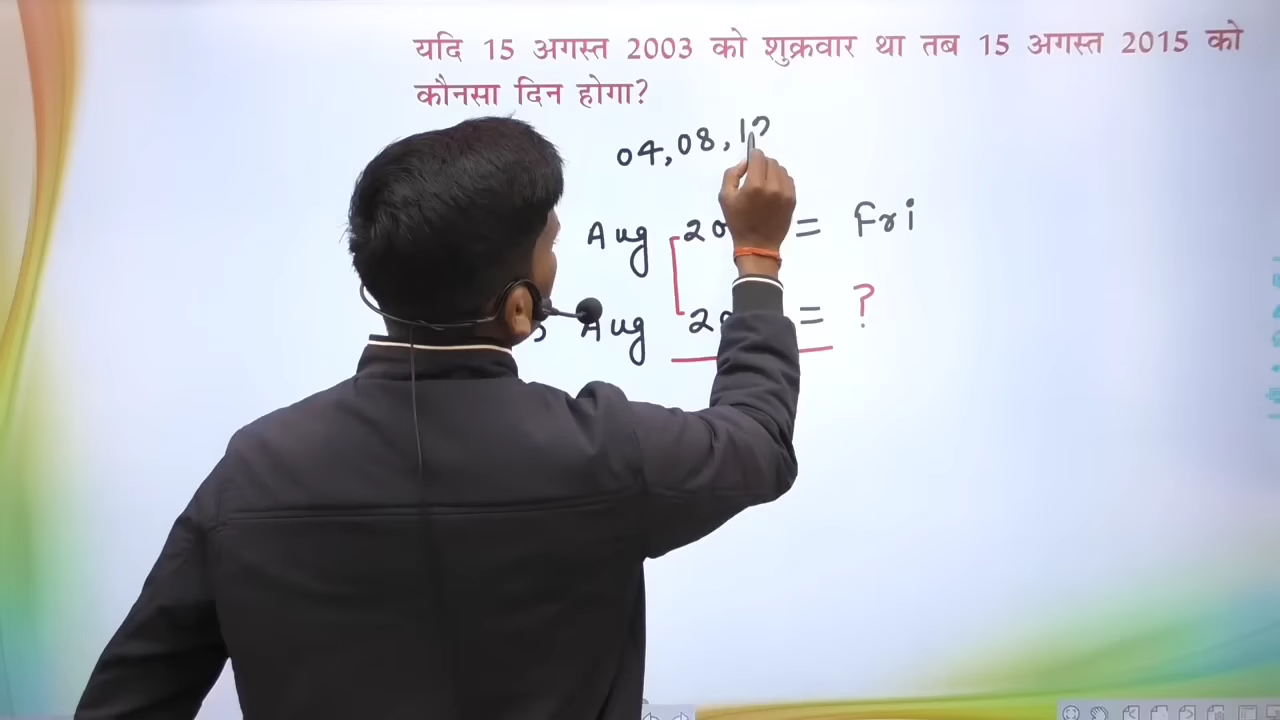 यदि 15 अगस्त 2003 को शुक्रवार था तब 15 अगस्त 2015 को
कौनसा दिन होगा?
04, 08, 12
Aug = Fri
Aug = ?